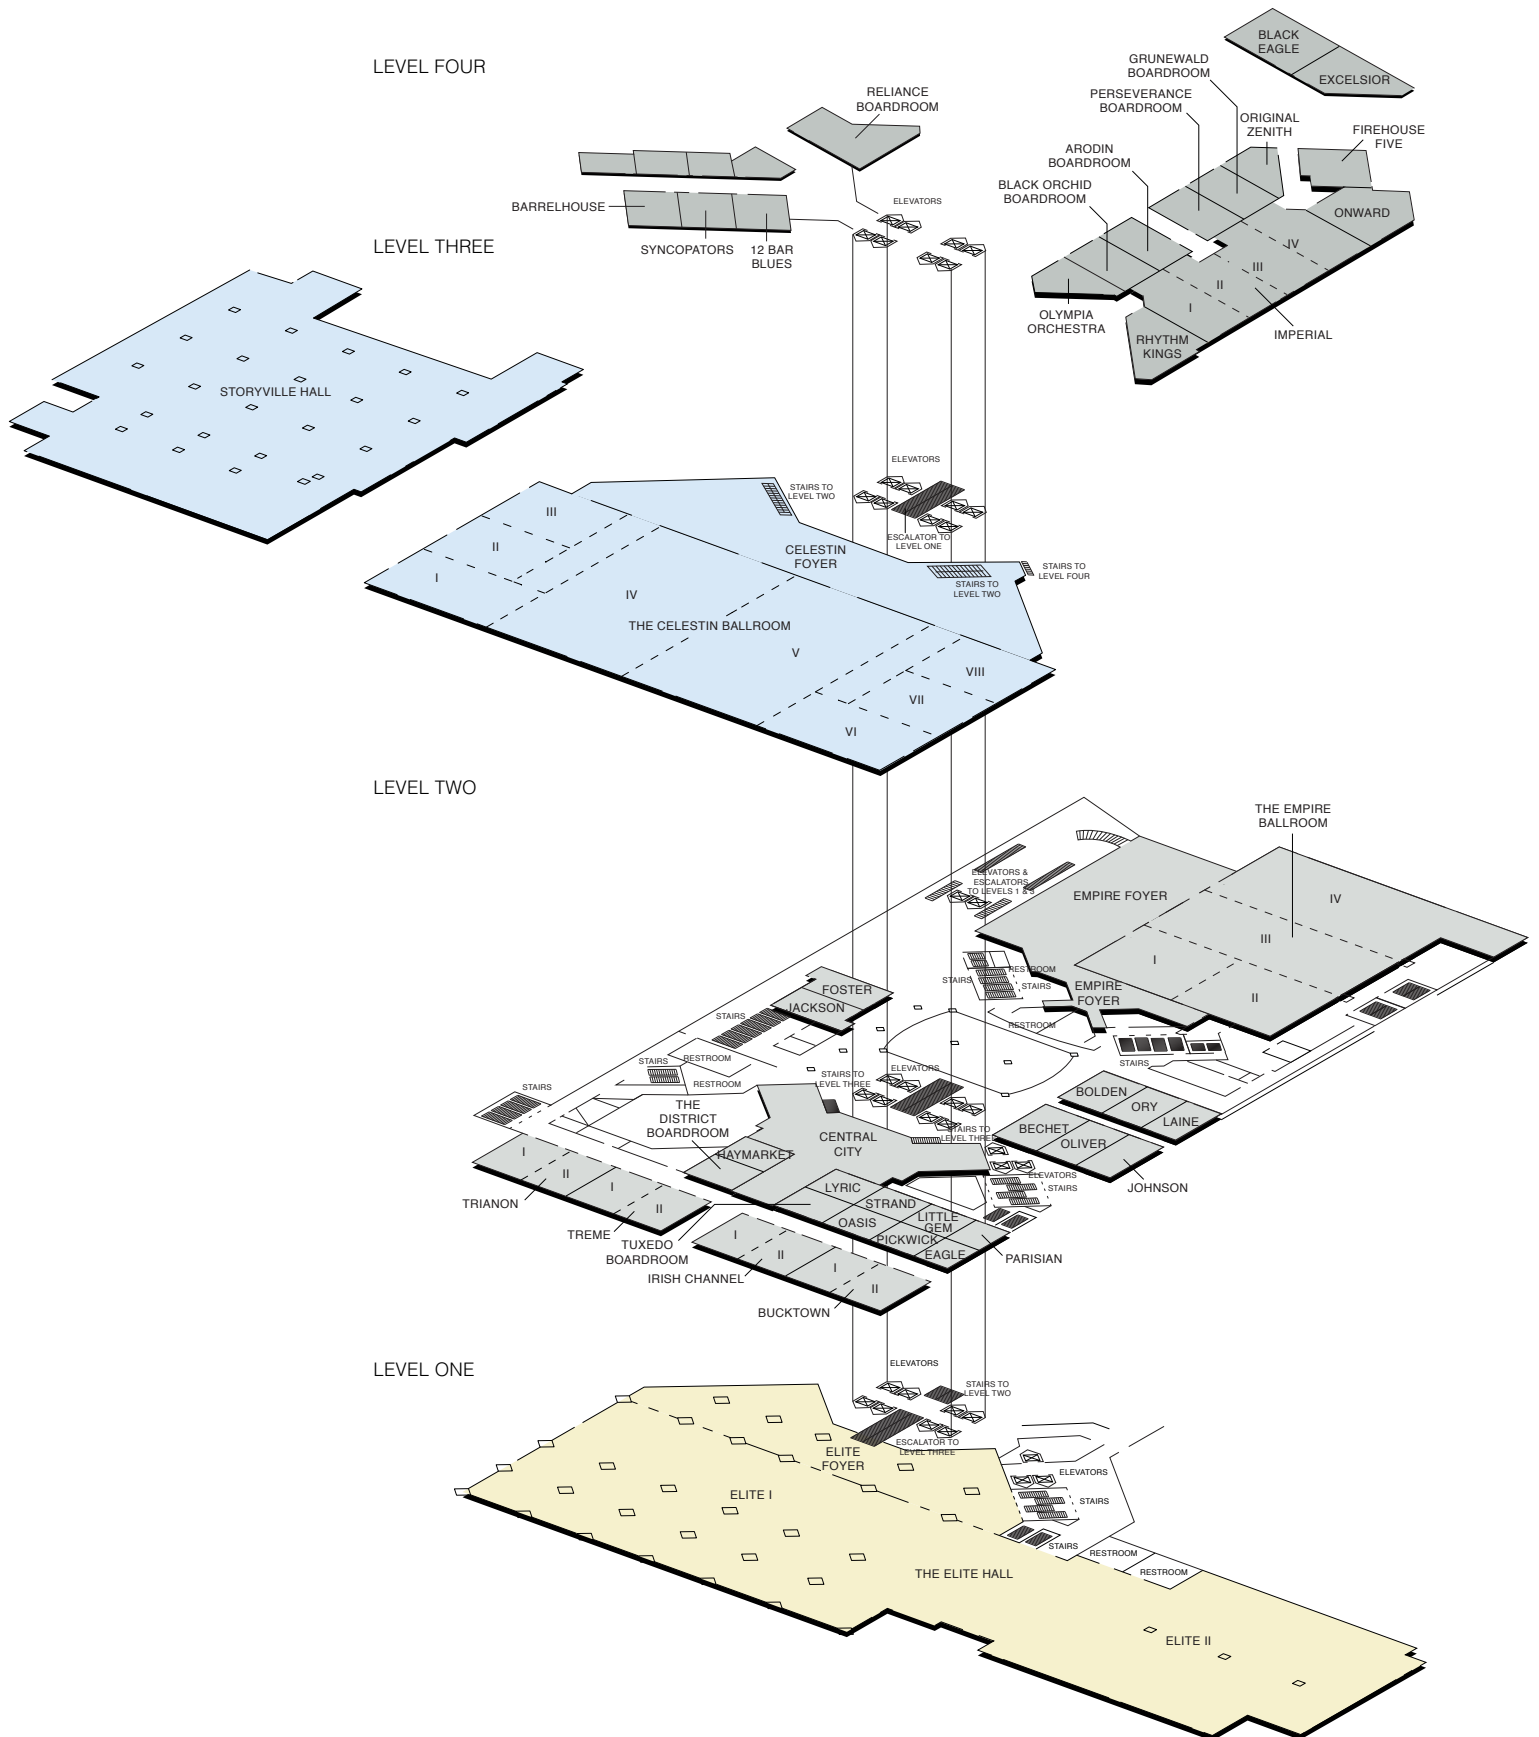 LEVEL FOUR
BLACK
EAGLE
EXCELSIOR
GRUNEWALD
BOARDROOM
PERSEVERANCE
BOARDROOM
RELIANCE
BOARDROOM
ORIGINAL
ZENITH
FIREHOUSE
FIVE
ARODIN
BOARDROOM
BLACK ORCHID
BOARDROOM
ELEVATORS
BARRELHOUSE
SYNCOPATORS
12 BAR
BLUES
ONWARD
IV
III
II
I
OLYMPIA
ORCHESTRA
IMPERIAL
RHYTHM
KINGS
LEVEL THREE
STORYVILLE HALL
ELEVATORS
STAIRS TO
LEVEL TWO
ESCALATOR TO
LEVEL ONE
CELESTIN
FOYER
STAIRS TO
LEVEL TWO
STAIRS TO
LEVEL FOUR
III
II
I
IV
THE CELESTIN BALLROOM
V
VIII
VII
VI
LEVEL TWO
THE EMPIRE
BALLROOM
ELEVATORS &
ESCALATORS
TO LEVELS 1 & 3
EMPIRE FOYER
IV
III
I
II
RESTROOM
STAIRS
STAIRS
EMPIRE
FOYER
RESTROOM
STAIRS
FOSTER
JACKSON
STAIRS
STAIRS
RESTROOM
RESTROOM
STAIRS
STAIRS TO
LEVEL THREE
ELEVATORS
THE
DISTRICT
BOARDROOM
HAYMARKET
CENTRAL
CITY
STAIRS TO
LEVEL THREE
BOLDEN
ORY
LAINE
BECHET
OLIVER
JOHNSON
ELEVATORS
STAIRS
I
II
I
II
TRIANON
TREME
TUXEDO
BOARDROOM
LYRIC
STRAND
OASIS
LITTLE
GEM
PICKWICK
EAGLE
PARISIAN
I
II
I
II
IRISH CHANNEL
BUCKTOWN
LEVEL ONE
ELEVATORS
STAIRS TO
LEVEL TWO
ESCALATOR TO
LEVEL THREE
ELITE
FOYER
ELEVATORS
STAIRS
STAIRS
RESTROOM
RESTROOM
ELITE I
THE ELITE HALL
ELITE II